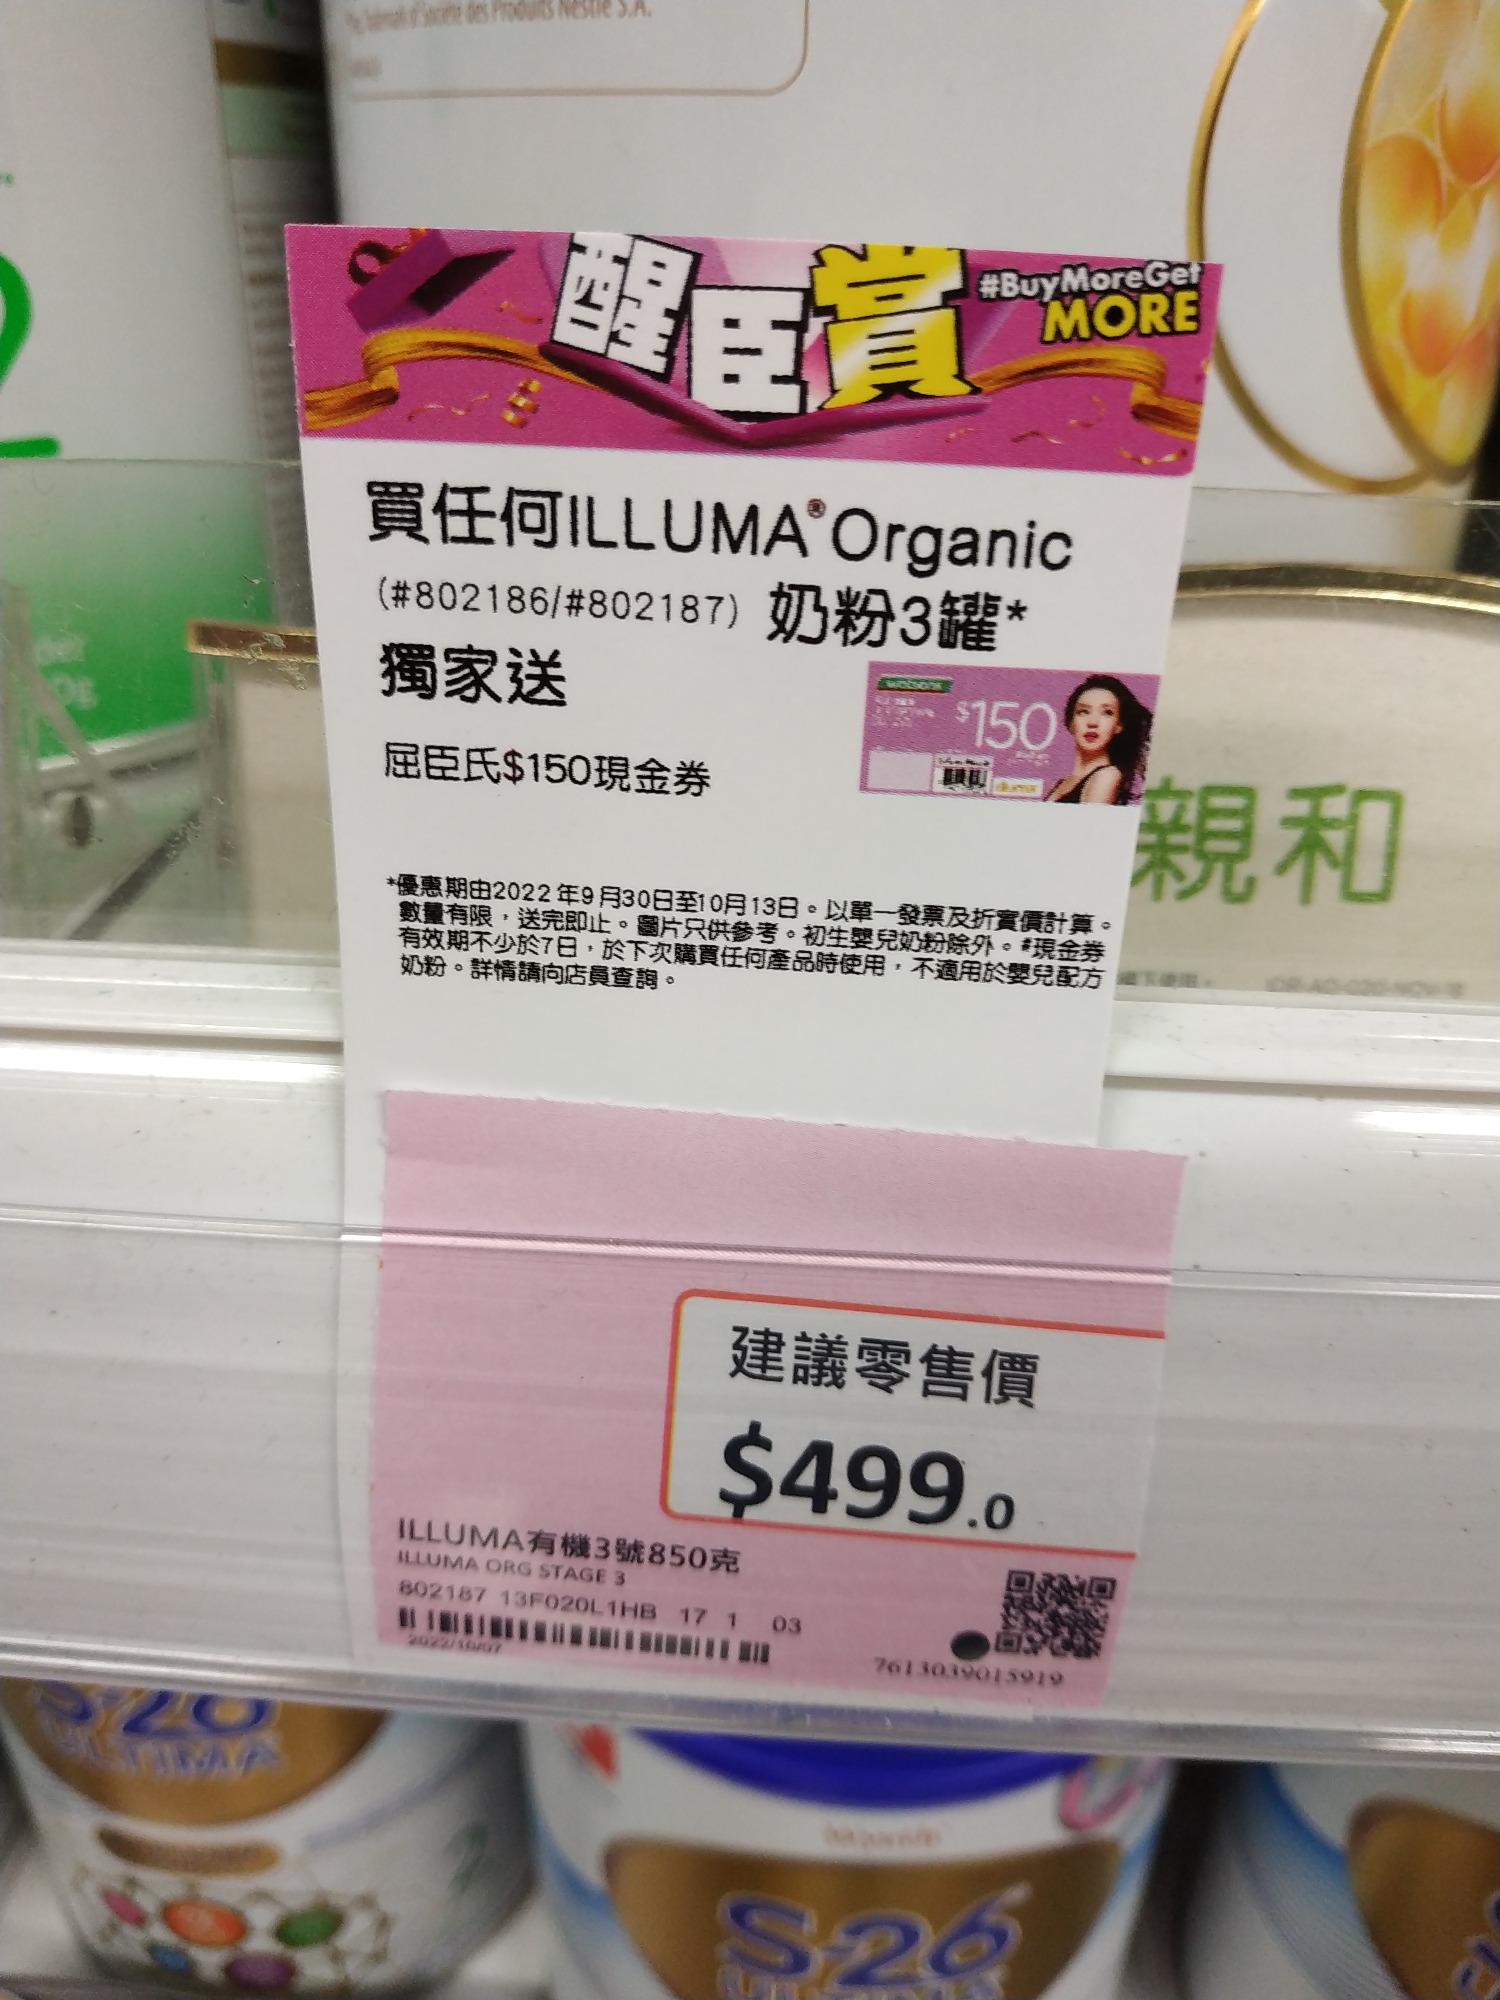 des Produits Nestlé S.A.
醒臣賞
#BuyMoreGet
MORE
買任何ILLUMA®Organic
(#802186/#802187) 奶粉3罐*
獨家送
屈臣氏$150現金券
watsons
$150
illuma
*優惠期由2022年9月30日至10月13日。以單一發票及折實價計算。
數量有限,送完即止。圖片只供參考。初生嬰兒奶粉除外。#現金券
有效期不少於7日,於下次購買任何產品時使用,不適用於嬰兒配方
奶粉。詳情請向店員查詢。
親和
建議零售價
$499.0
ILLUMA有機3號850克
ILLUMA ORG STAGE 3
802187 13F020L1HB 17 1 03
2022/10/07
7613039015919
S-26
ULTIMA
S-26
ULTIMA